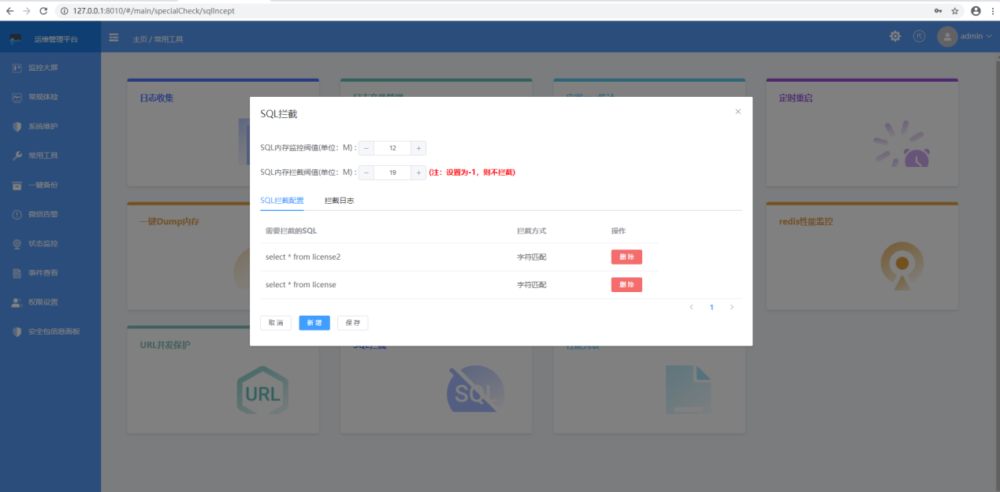 127.0.0.1:8010/#/main/specialCheck/sqlIncept
运维管理平台
主页 / 常用工具
代
admin
监控大屏
常规体检
系统维护
常用工具
一键备份
微信告警
状态监控
事件查看
权限设置
安全包信息面板
日志收集
定时重启
一键Dump内存
redis性能监控
URL并发保护
URL
SQL拦截
SQL
SQL拦截
SQL内存监控阀值(单位：M) :
12
SQL内存拦截阀值(单位：M) :
19
(注：设置为-1，则不拦截)
SQL拦截配置 拦截日志
需要拦截的SQL 拦截方式 操作
select * from license2 字符匹配 删 除
select * from license 字符匹配 删 除
1
取 消 新 增 保 存